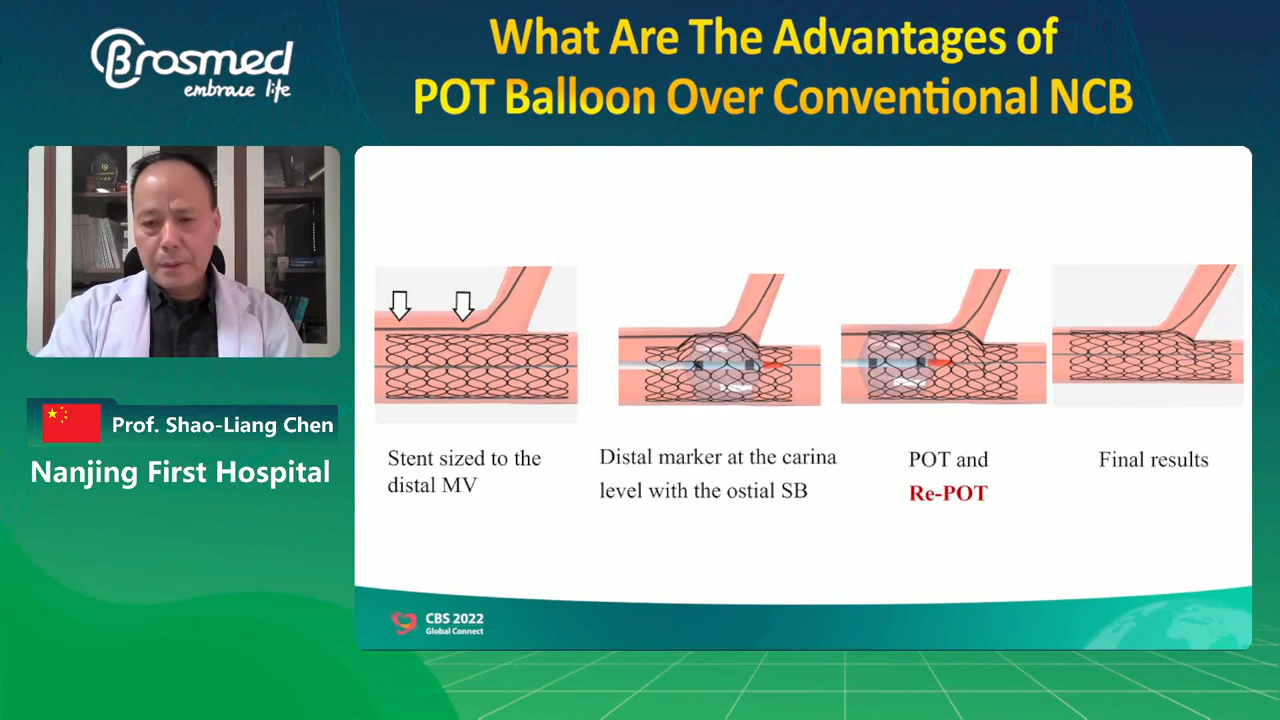 Brosmed
embrace life
What Are The Advantages of
POT Balloon Over Conventional NCB
Prof. Shao-Liang Chen
Nanjing First Hospital
Stent sized to the
distal MV
Distal marker at the carina
level with the ostial SB
POT and
Re-POT
Final results
CBS 2022
Global Connect